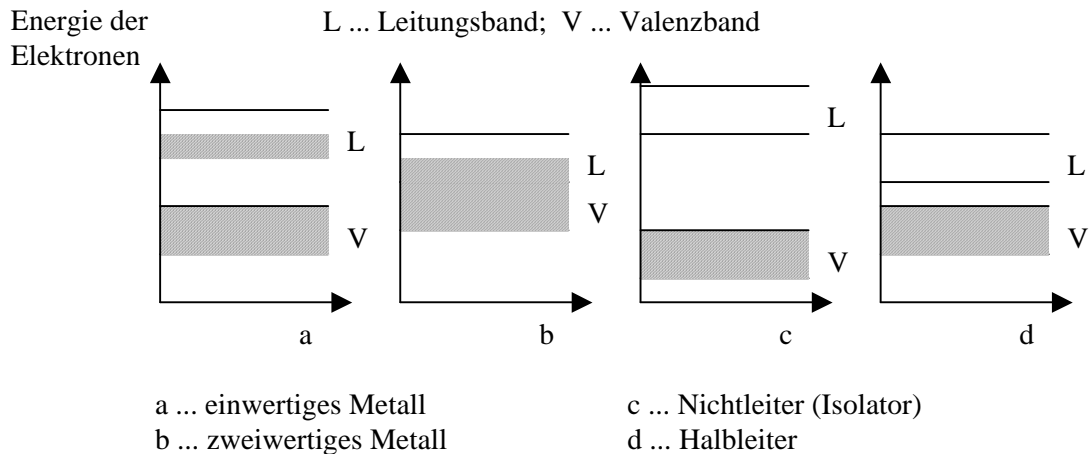 Energie der
Elektronen
L ... Leitungsband; V ... Valenzband
L
V
a
L
V
b
L
V
c
L
V
d
a ... einwertiges Metall
b ... zweiwertiges Metall
c ... Nichtleiter (Isolator)
d ... Halbleiter